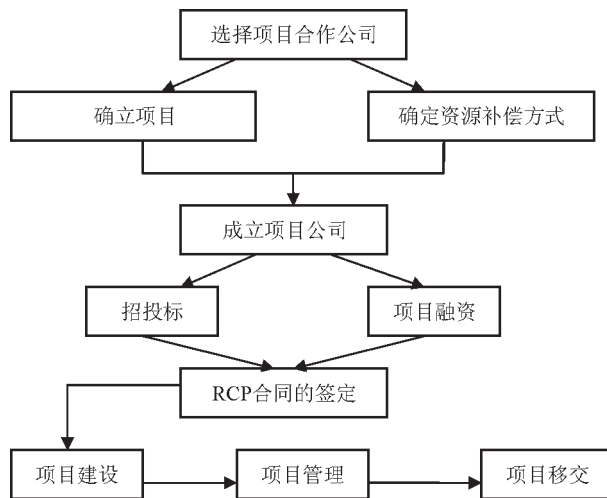 选择项目合作公司
确立项目
确定资源补偿方式
成立项目公司
招投标
项目融资
RCP合同的签定
项目建设
项目管理
项目移交